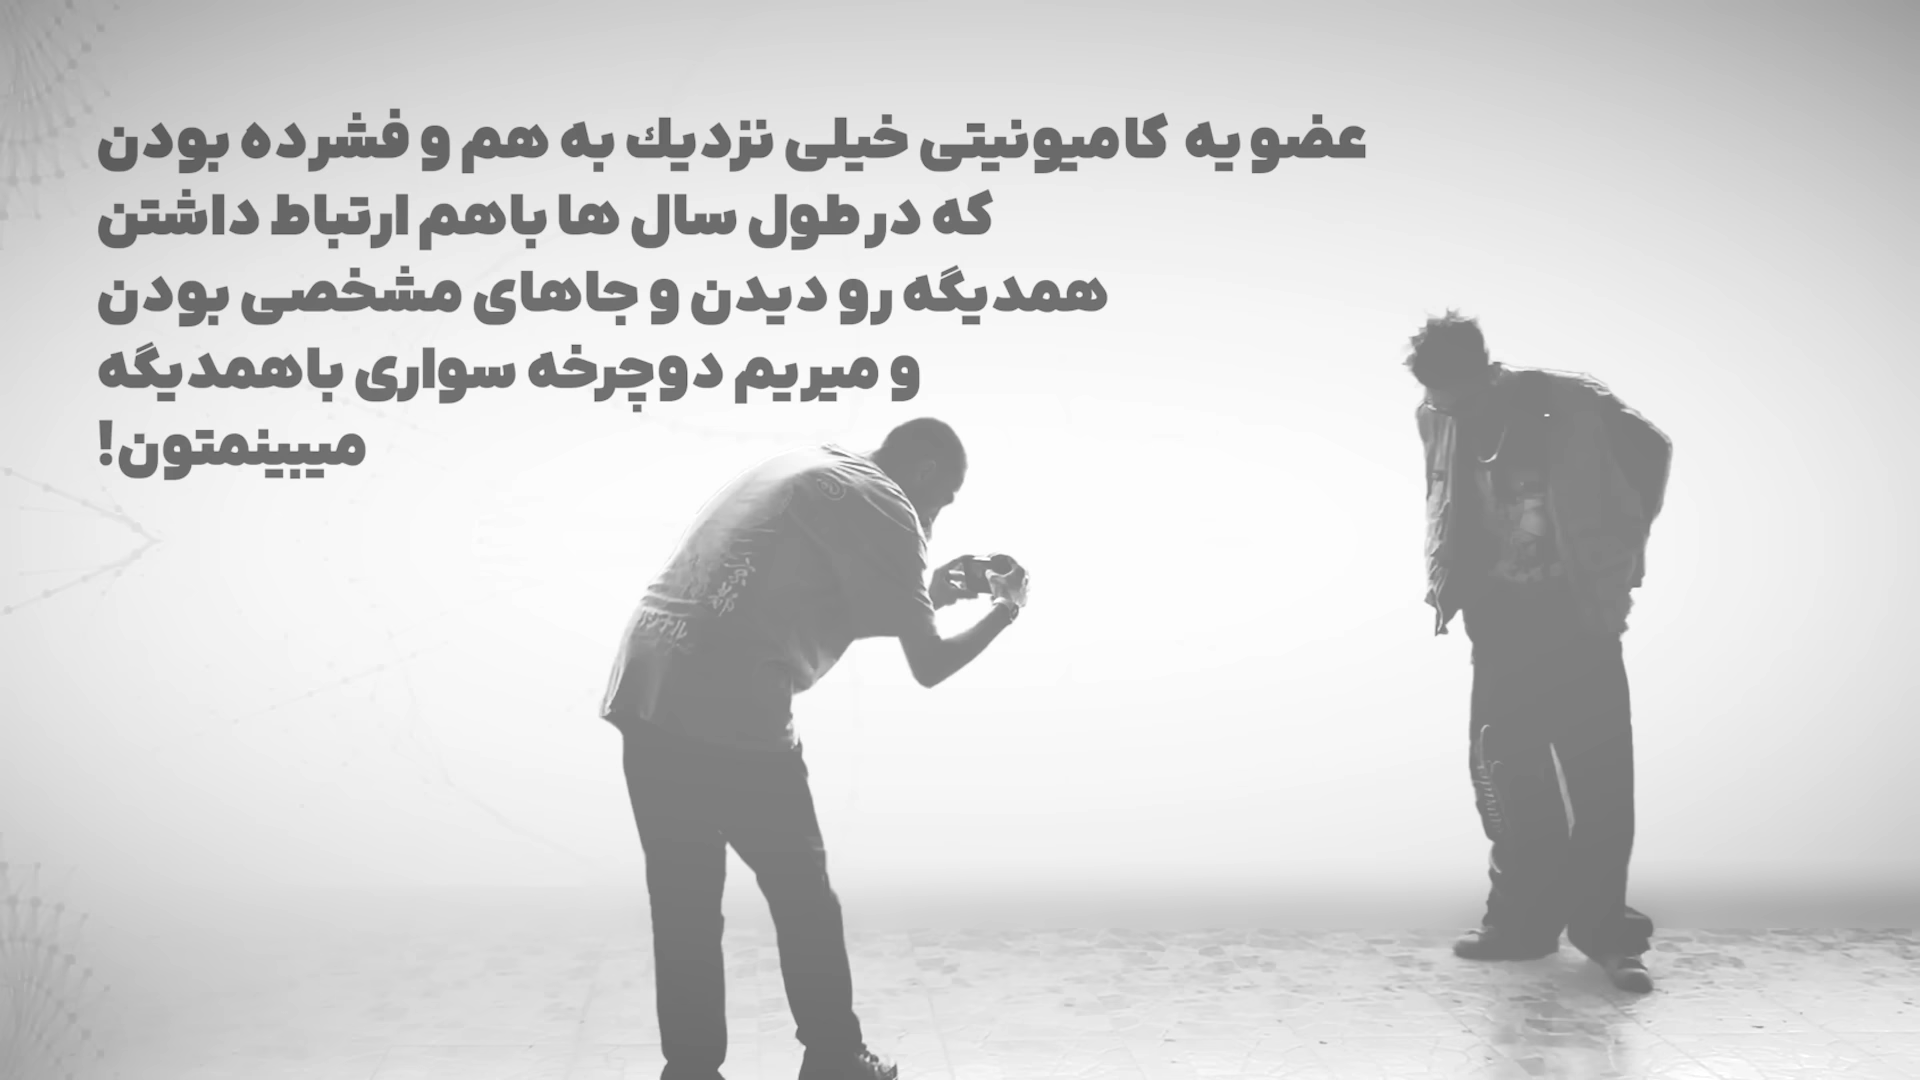 عضو یه کامیونیتی خیلی نزدیك به هم و فشرده بودن
که در طول سال ها باهم ارتباط داشتن
همدیگه رو دیدن و جاهای مشخصی بودن
و میریم دوچرخه سواری باهمدیگه
میبینمتون!